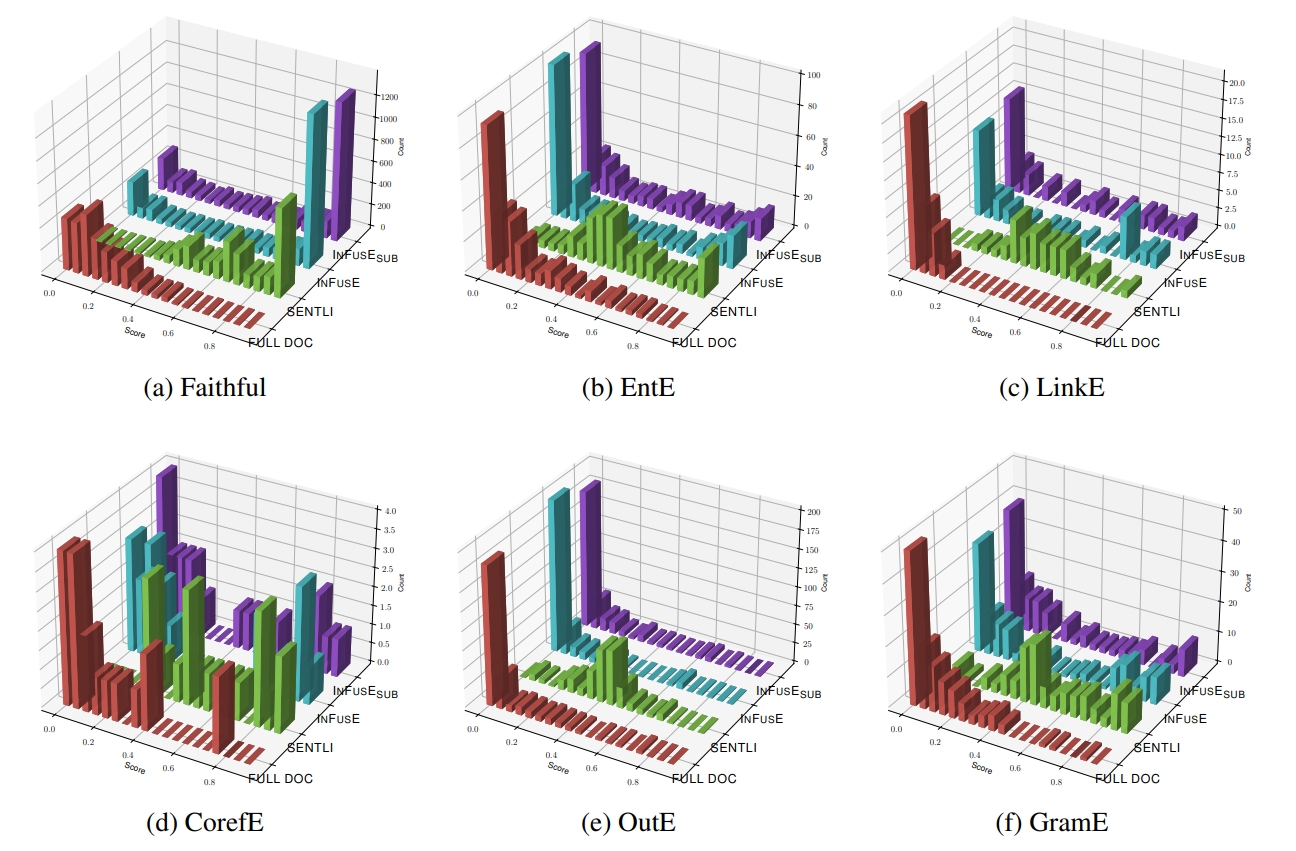 1200
1000
800
600
400
200
0
Count
0.0
0.2
0.4
0.6
0.8
Score
INFUSESUB
INFUSE
SENTLI
FULL DOC
(a) Faithful
100
80
60
40
20
0
Count
0.0
0.2
0.4
0.6
0.8
Score
INFUSESUB
INFUSE
SENTLI
FULL DOC
(b) EntE
20.0
17.5
15.0
12.5
10.0
7.5
5.0
2.5
0.0
Count
0.0
0.2
0.4
0.6
0.8
Score
INFUSESUB
INFUSE
SENTLI
FULL DOC
(c) LinkE
4.0
3.5
3.0
2.5
2.0
1.5
1.0
0.5
0.0
Count
0.0
0.2
0.4
0.6
0.8
Score
INFUSESUB
INFUSE
SENTLI
FULL DOC
(d) CorefE
200
175
150
125
100
75
50
25
0
Count
0.0
0.2
0.4
0.6
0.8
Score
INFUSESUB
INFUSE
SENTLI
FULL DOC
(e) OutE
50
40
30
20
10
0
Count
0.0
0.2
0.4
0.6
0.8
Score
INFUSESUB
INFUSE
SENTLI
FULL DOC
(f) GramE